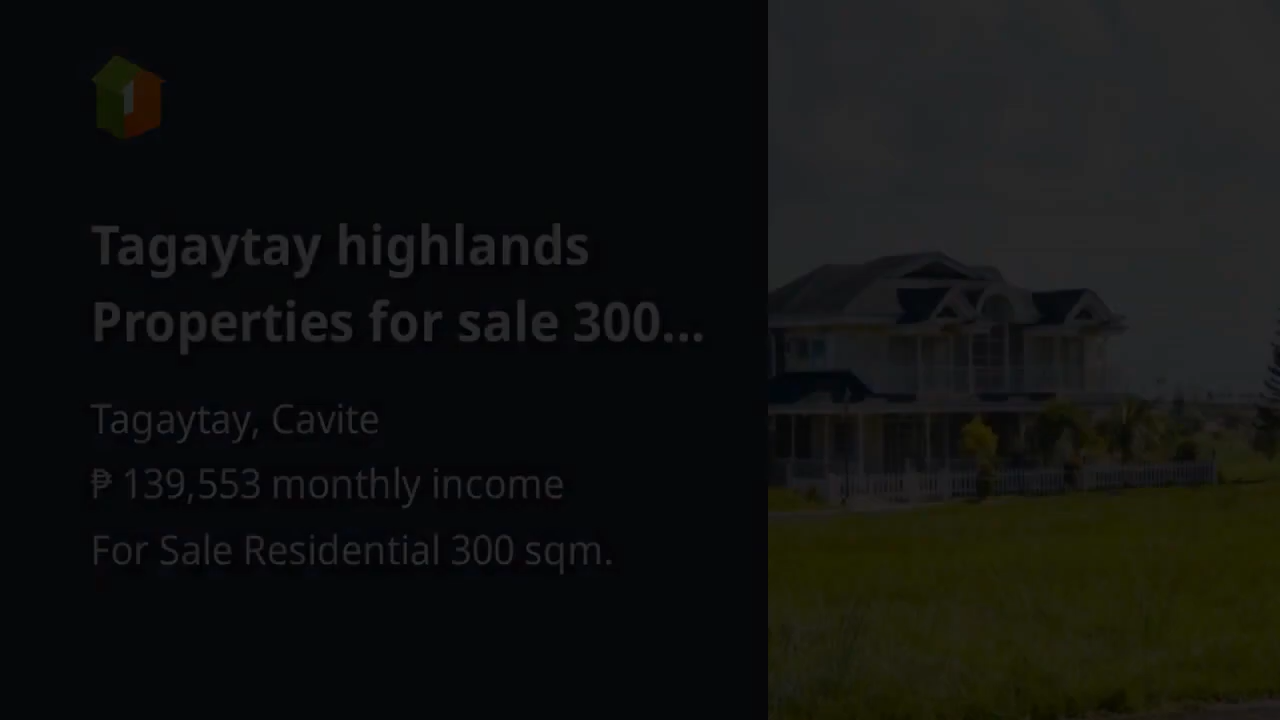 Tagaytay highlands
Properties for sale 300...
Tagaytay, Cavite
₱ 139,553 monthly income
For Sale Residential 300 sqm.